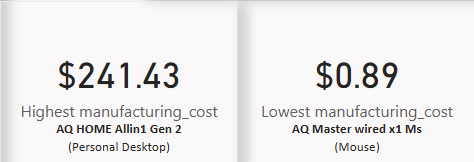 $241.43
Highest manufacturing_cost
AQ HOME Allin1 Gen 2
(Personal Desktop)
$0.89
Lowest manufacturing_cost
AQ Master wired x1 Ms
(Mouse)